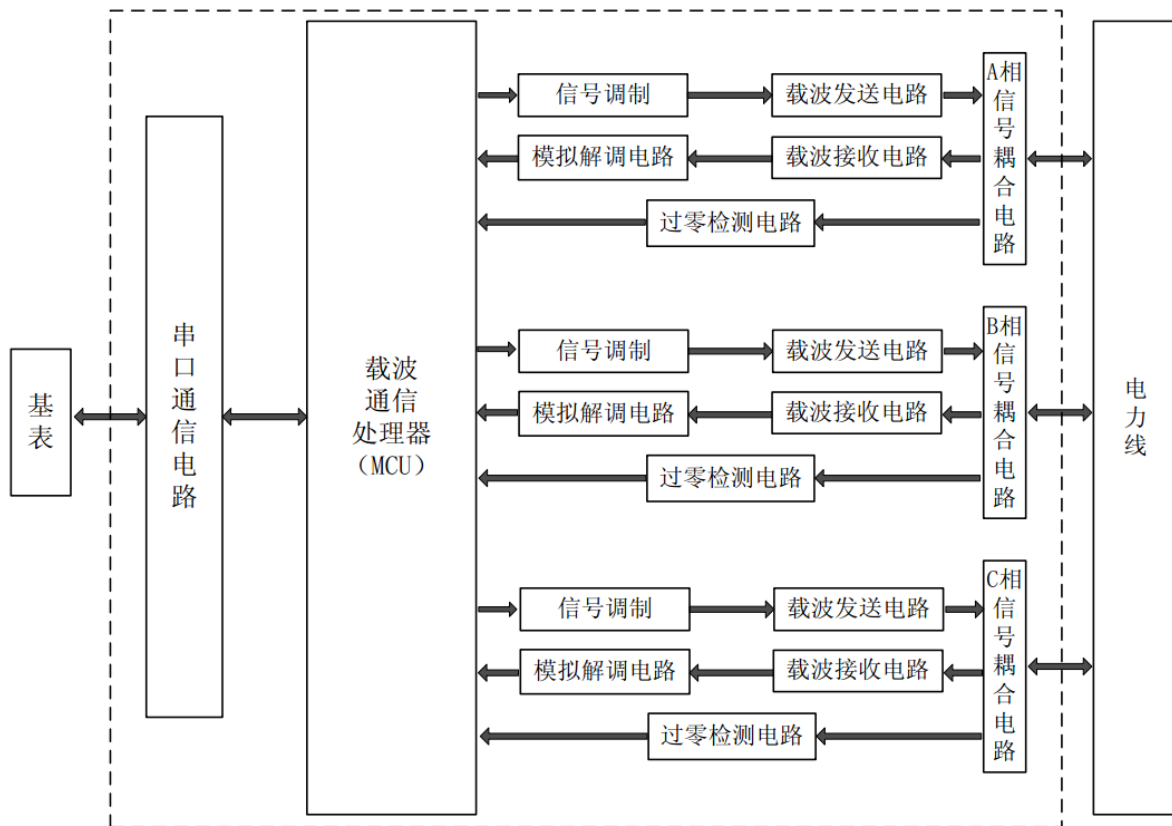 基表
串口通信电路
载波
通信
处理器
(MCU)
信号调制
载波发送电路
模拟解调电路
载波接收电路
过零检测电路
A相信号耦合电路
信号调制
载波发送电路
模拟解调电路
载波接收电路
过零检测电路
B相信号耦合电路
信号调制
载波发送电路
模拟解调电路
载波接收电路
过零检测电路
C相信号耦合电路
电力线